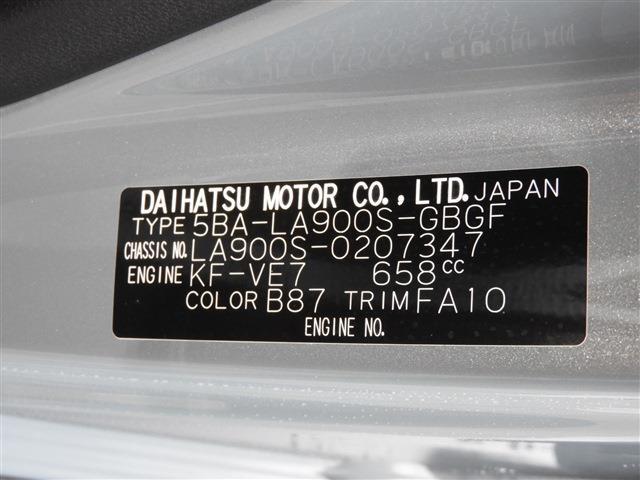 DAIHATSU MOTOR CO., LTD. JAPAN
TYPE 5BA-LA900S-GBGF
CHASSIS NO. LA900S-0207347
ENGINE KF-VE7 658cc
COLOR B87 TRIM FA10
ENGINE NO.